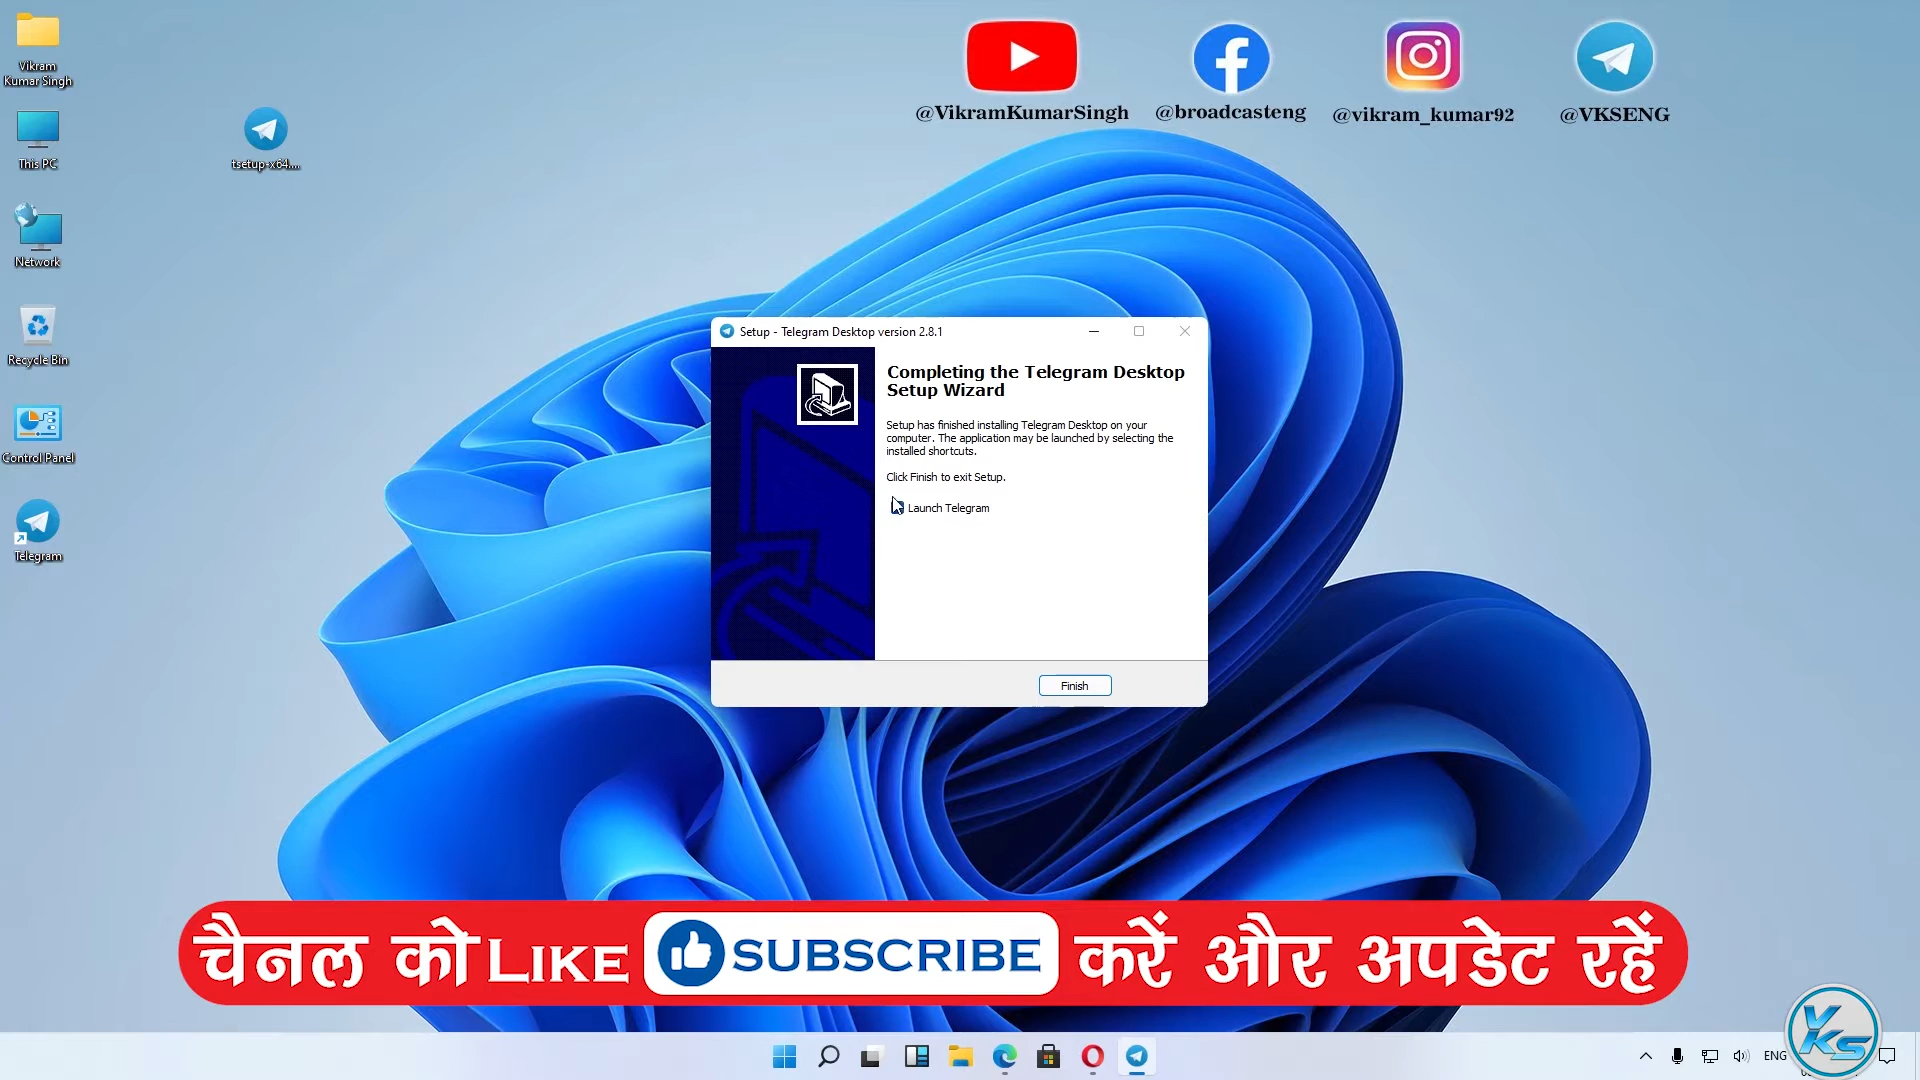 Vikram
Kumar Singh
This PC
Network
Recycle Bin
Control Panel
Telegram
tsetup-x64....
@VikramKumarSingh
@broadcasteng
@vikram_kumar92
@VKSENG
Setup - Telegram Desktop version 2.8.1
Completing the Telegram Desktop
Setup Wizard
Setup has finished installing Telegram Desktop on your
computer. The application may be launched by selecting the
installed shortcuts.
Click Finish to exit Setup.
Launch Telegram
Finish
चैनल को LIKE SUBSCRIBE करें और अपडेट रहें
ENG
VKS